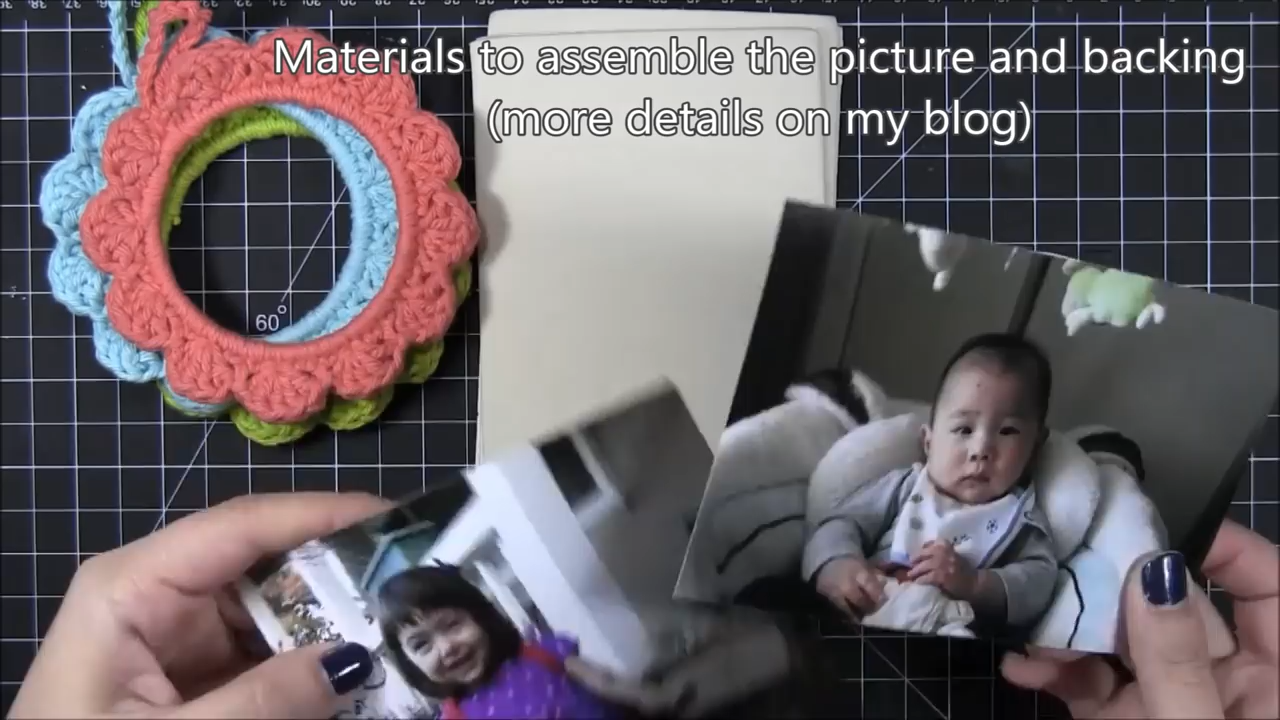 Materials to assemble the picture and backing
(more details on my blog)
60°